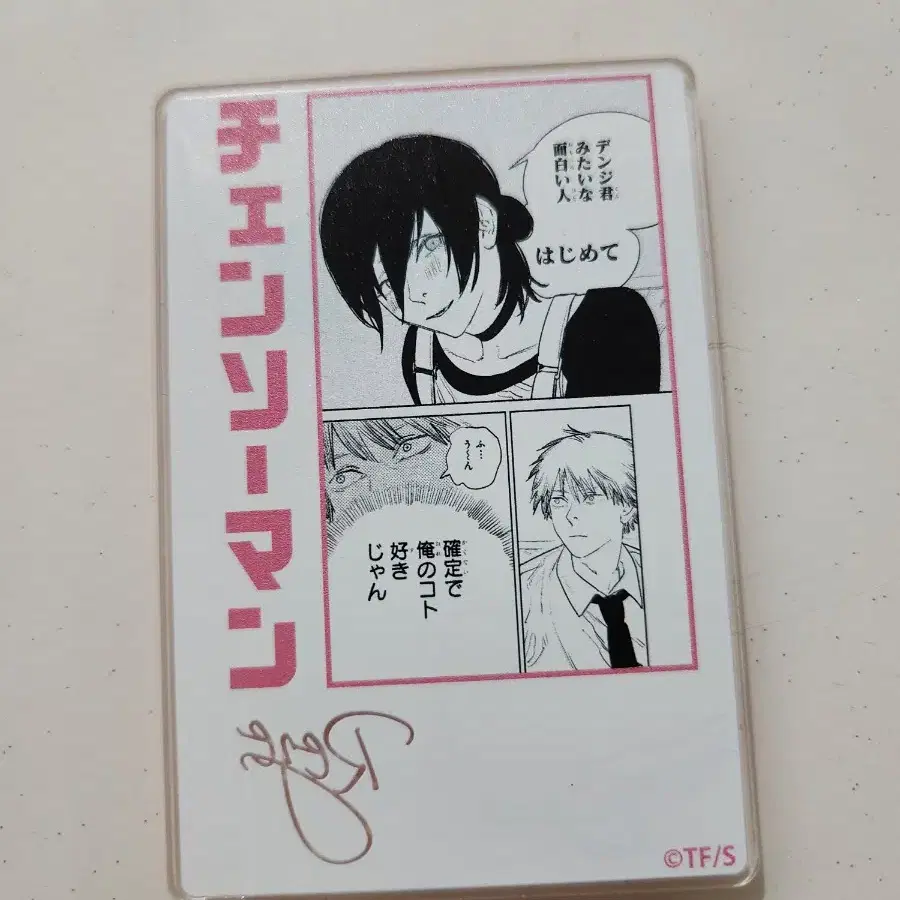 チェンソーマン
デンジ君
みたいな
面白い人
はじめて
ふ…
う〜ん
確定で
俺のコト
好き
じゃん
©TF/S